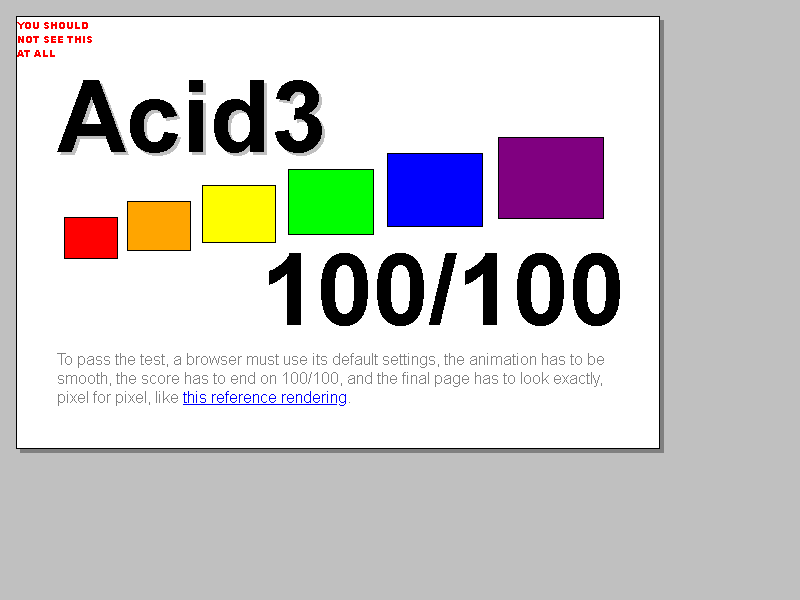 YOU SHOULD
NOT SEE THIS
AT ALL
Acid3
100/100
To pass the test, a browser must use its default settings, the animation has to be
smooth, the score has to end on 100/100, and the final page has to look exactly,
pixel for pixel, like this reference rendering.